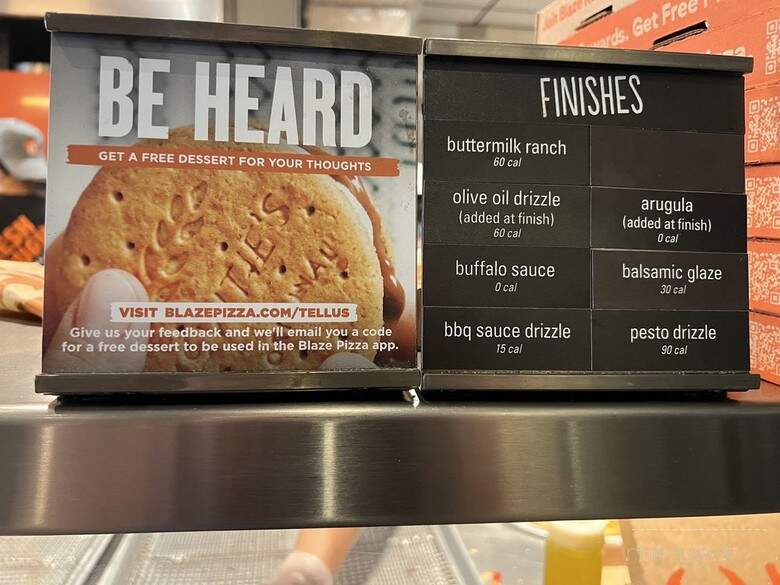 BE HEARD
GET A FREE DESSERT FOR YOUR THOUGHTS
VISIT BLAZEPIZZA.COM/TELLUS
Give us your feedback and we'll email you a code
for a free dessert to be used in the Blaze Pizza app.
FINISHES
buttermilk ranch
60 cal
olive oil drizzle
(added at finish)
60 cal
arugula
(added at finish)
0 cal
buffalo sauce
0 cal
balsamic glaze
30 cal
bbq sauce drizzle
15 cal
pesto drizzle
90 cal
Get Free